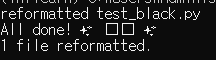 reformatted test_black.py
All done! ✨ □□ ✨
1 file reformatted.